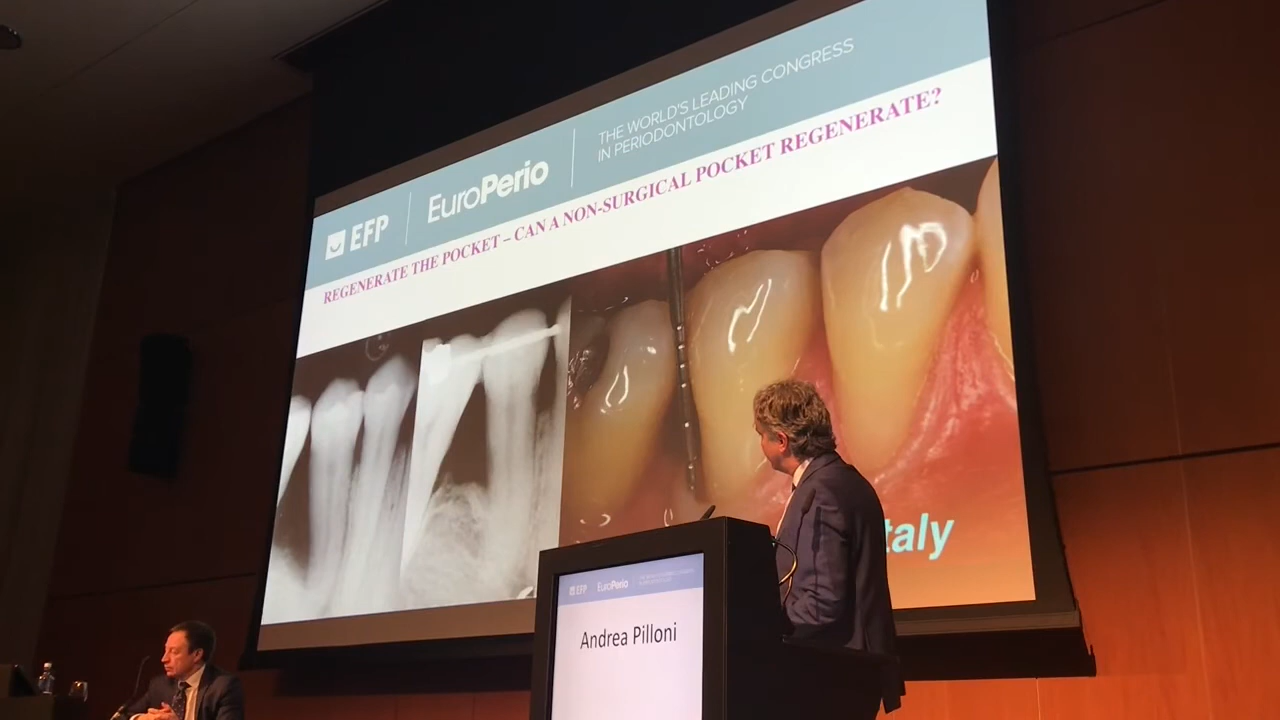 EFP
EuroPerio
THE WORLD'S LEADING CONGRESS
IN PERIODONTOLOGY
REGENERATE THE POCKET – CAN A NON-SURGICAL POCKET REGENERATE?
taly
EFP
EuroPerio
Andrea Pilloni